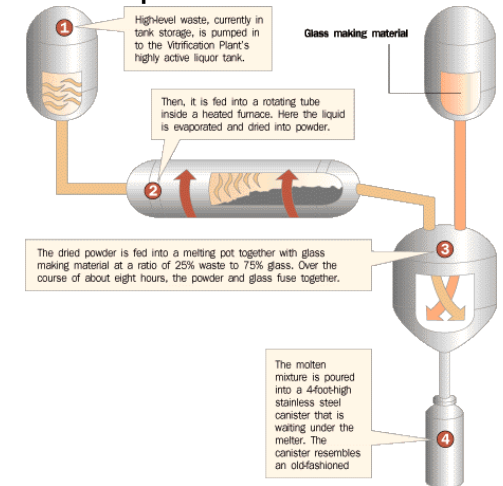 1
High-level waste, currently in
tank storage, is pumped in
to the Vitrification Plant's
highly active liquor tank.
Glass making material
Then, it is fed into a rotating tube
inside a heated furnace. Here the liquid
is evaporated and dried into powder.
2
3
The dried powder is fed into a melting pot together with glass
making material at a ratio of 25% waste to 75% glass. Over the
course of about eight hours, the powder and glass fuse together.
The molten
mixture is poured
into a 4-foot-high
stainless steel
canister that is
waiting under the
melter. The
canister resembles
an old-fashioned
4